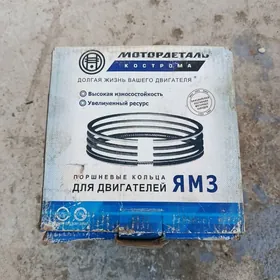 МОТОРДЕТАЛЬ
КОСТРОМА
ДОЛГАЯ ЖИЗНЬ ВАШЕГО ДВИГАТЕЛЯ ®
Высокая износостойкость
Увеличенный ресурс
ПОРШНЕВЫЕ КОЛЬЦА
ДЛЯ ДВИГАТЕЛЕЙ ЯМЗ